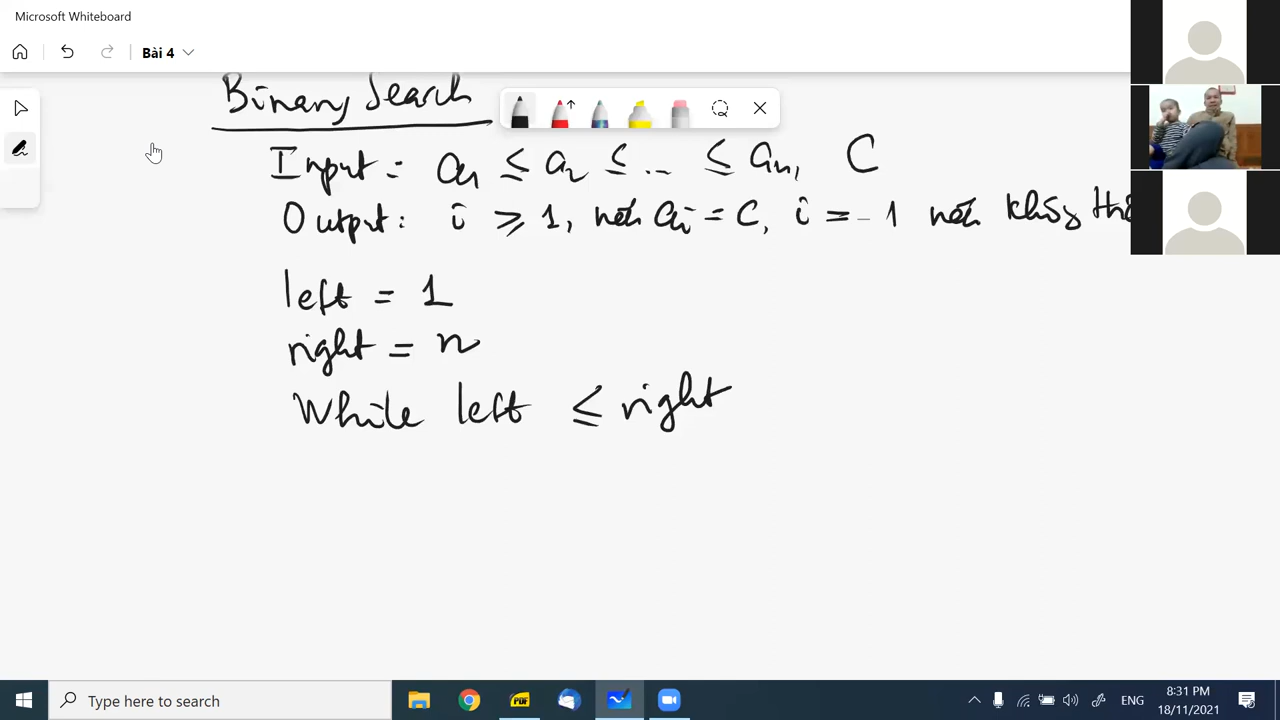 Microsoft Whiteboard
Bài 4
Binary Search
Input: a₁ ≤ a₂ ≤ ... ≤ aₙ, C
Output: i ≥ 1, nếu aᵢ = C, i = -1 nếu không
left = 1
right = n
While left ≤ right
Type here to search
PDF
ENG
8:31 PM
18/11/2021